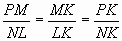 PM/NL = MK/LK = PK/NK